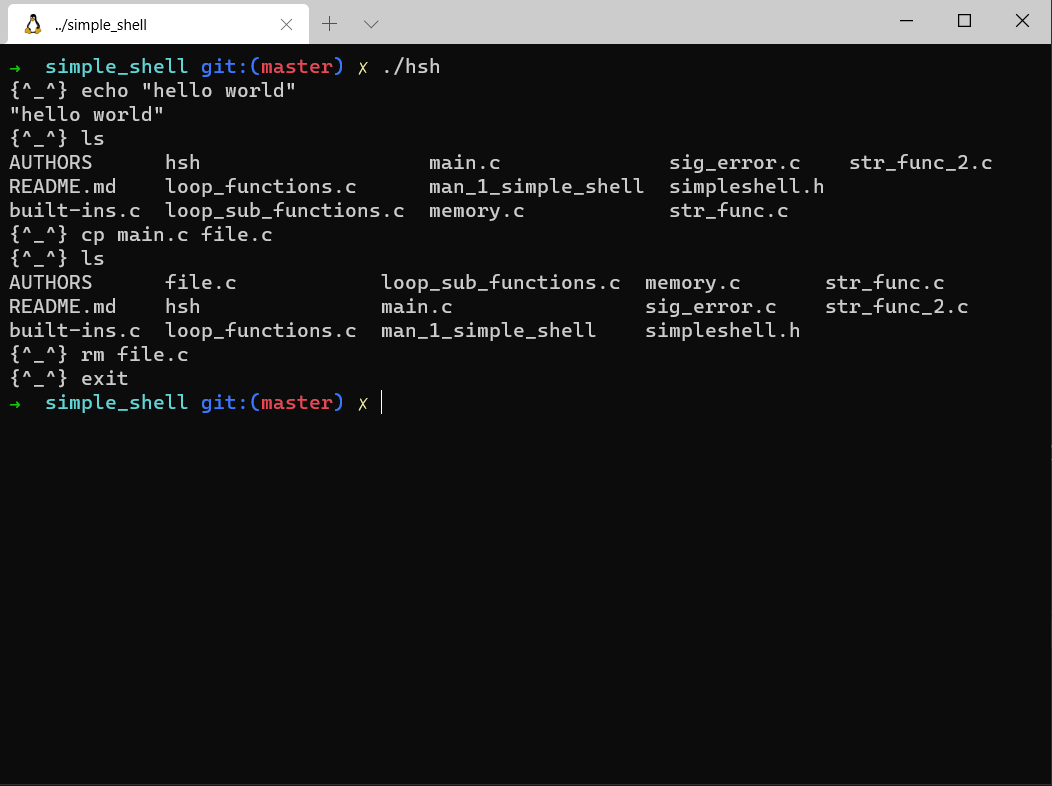 ../simple_shell
→ simple_shell git:(master) ✗ ./hsh
{^_^} echo "hello world"
"hello world"
{^_^} ls
AUTHORS hsh main.c sig_error.c str_func_2.c
README.md loop_functions.c man_1_simple_shell simpleshell.h
built-ins.c loop_sub_functions.c memory.c str_func.c
{^_^} cp main.c file.c
{^_^} ls
AUTHORS file.c loop_sub_functions.c memory.c str_func.c
README.md hsh main.c sig_error.c str_func_2.c
built-ins.c loop_functions.c man_1_simple_shell simpleshell.h
{^_^} rm file.c
{^_^} exit
→ simple_shell git:(master) ✗